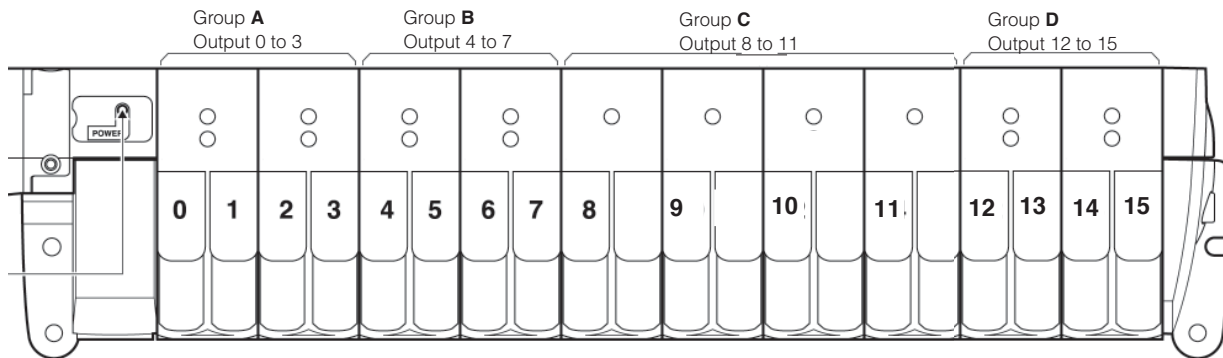 Group A
Output 0 to 3
Group B
Output 4 to 7
Group C
Output 8 to 11
Group D
Output 12 to 15
POWER
0 1 2 3 4 5 6 7 8 9 10 11 12 13 14 15